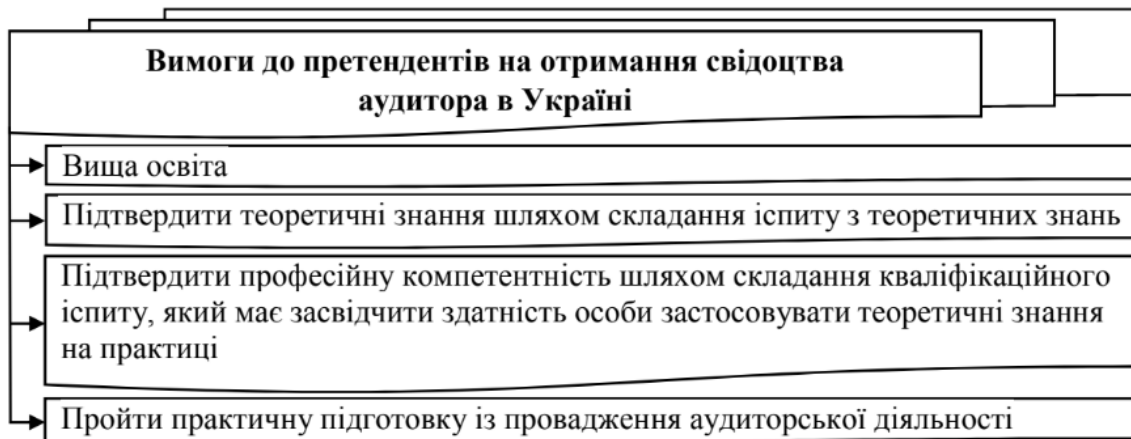 Вимоги до претендентів на отримання свідоцтва
аудитора в Україні
Вища освіта
Підтвердити теоретичні знання шляхом складання іспиту з теоретичних знань
Підтвердити професійну компетентність шляхом складання кваліфікаційного
іспиту, який має засвідчити здатність особи застосовувати теоретичні знання
на практиці
Пройти практичну підготовку із провадження аудиторської діяльності